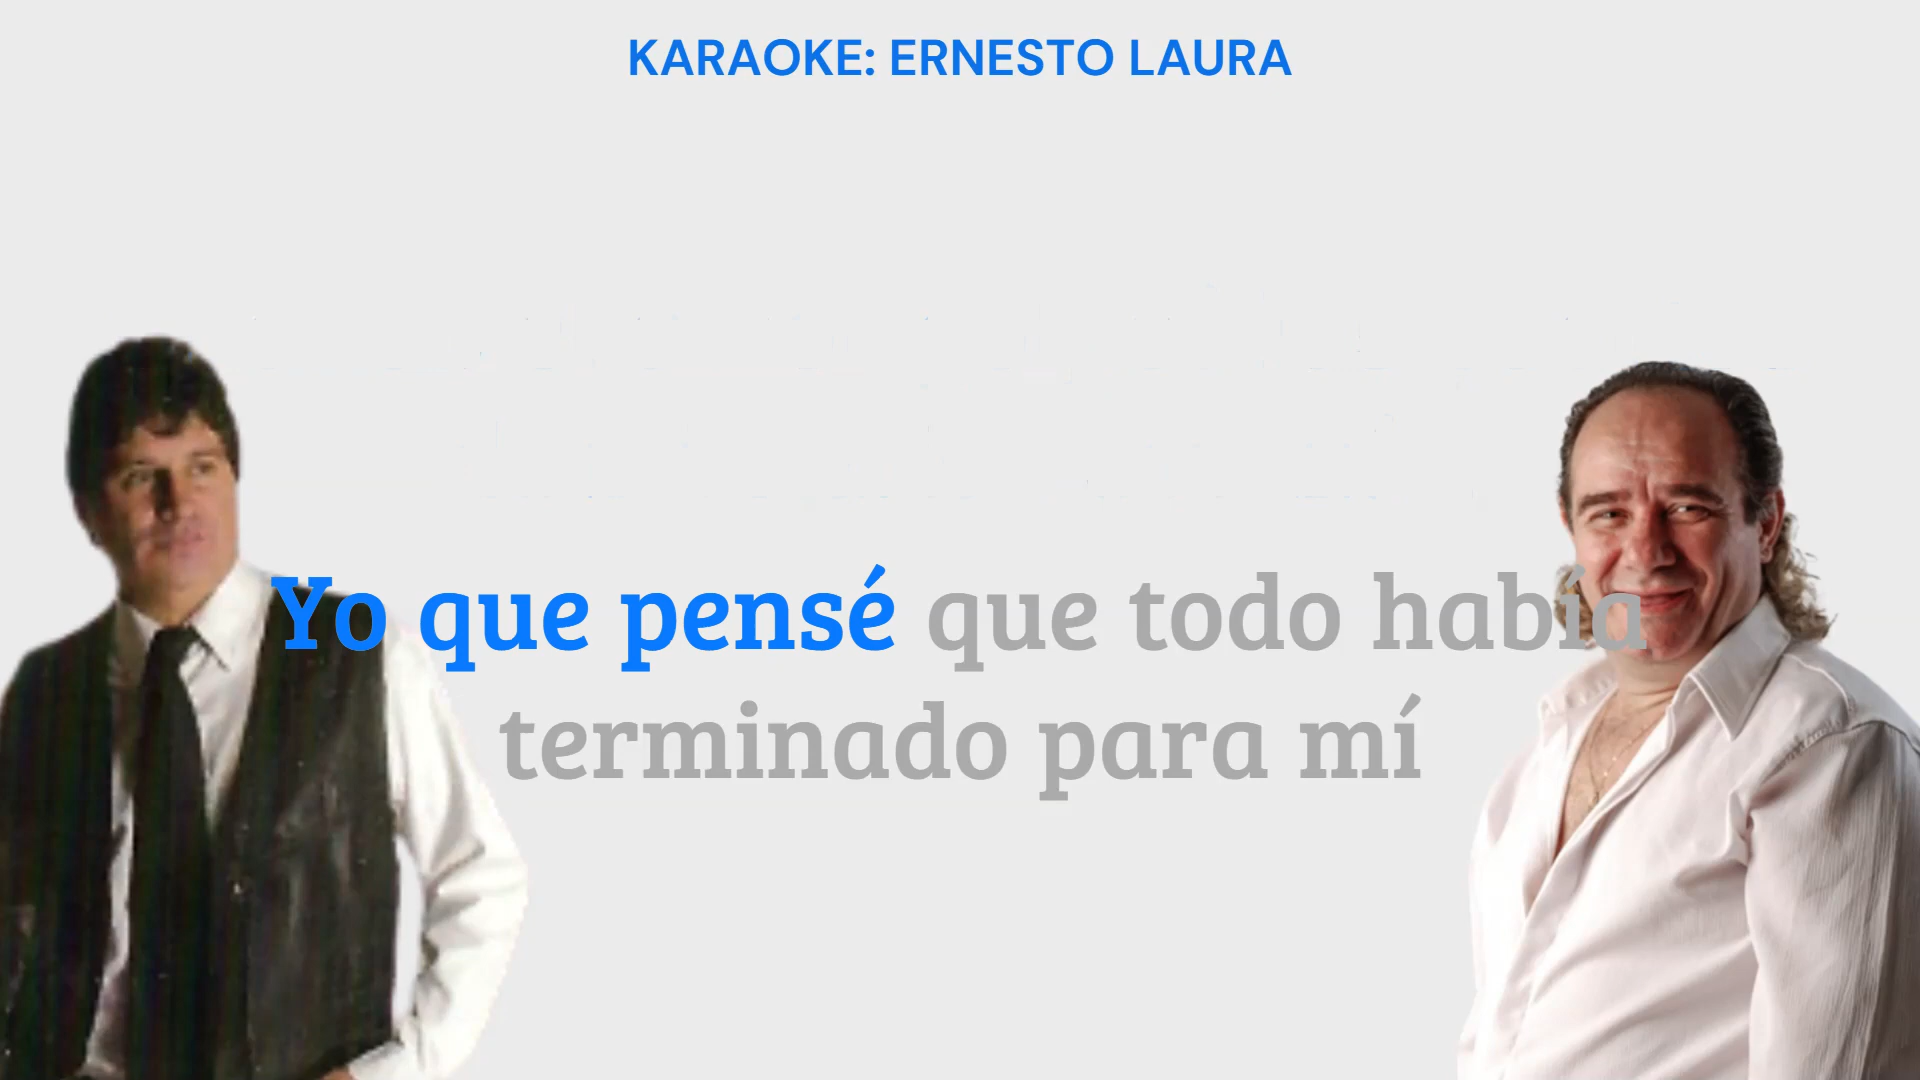 KARAOKE: ERNESTO LAURA
Yo que pensé que todo había
terminado para mí